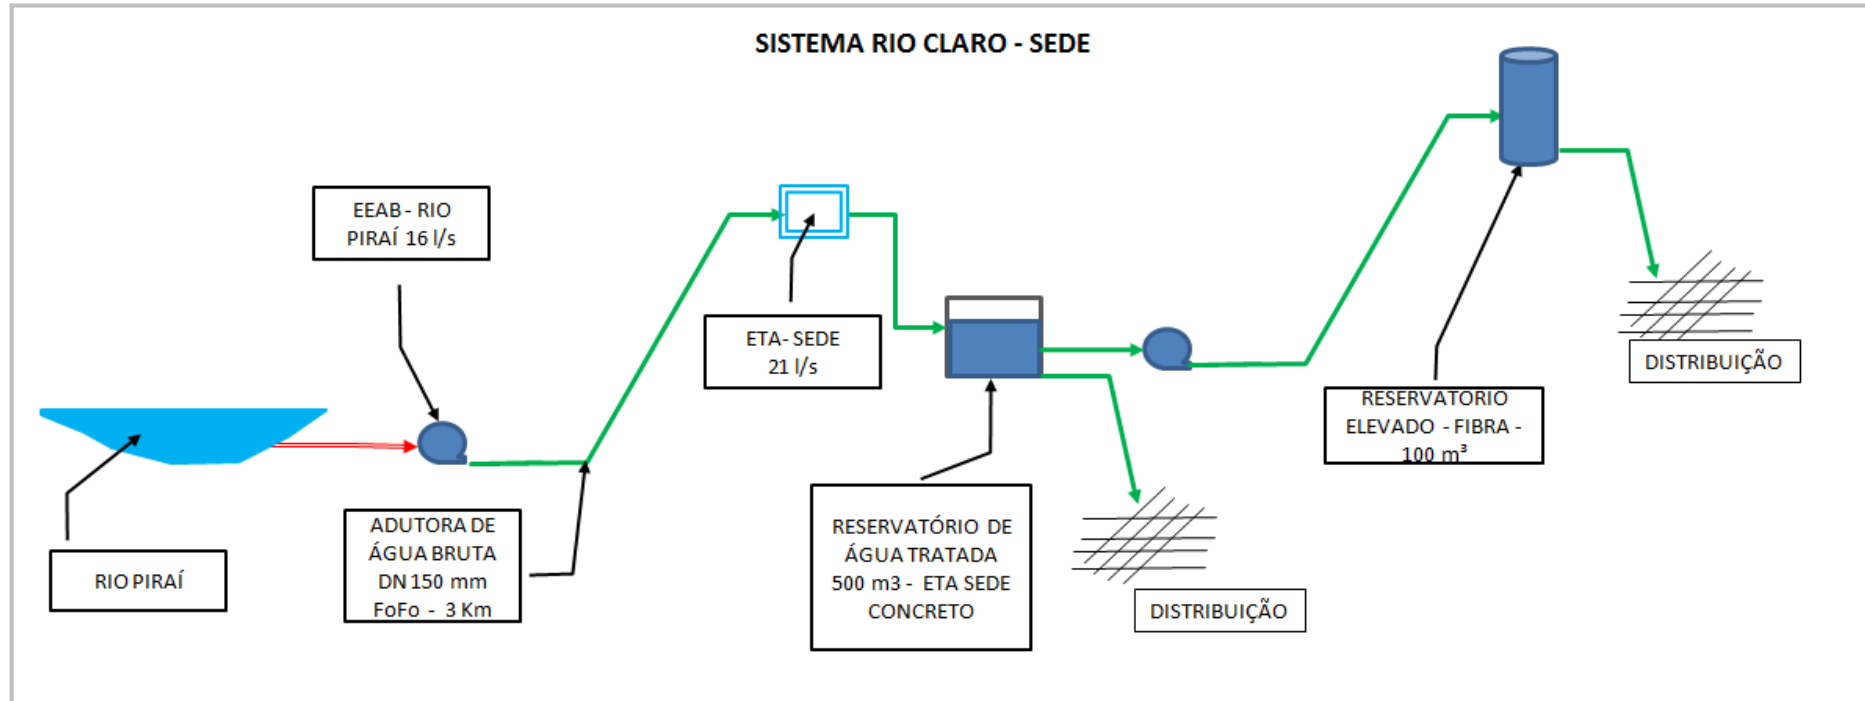 SISTEMA RIO CLARO - SEDE
EEAB - RIO
PIRAÍ 16 l/s
ETA- SEDE
21 l/s
RESERVATORIO
ELEVADO - FIBRA -
100 m³
DISTRIBUIÇÃO
RIO PIRAÍ
ADUTORA DE
ÁGUA BRUTA
DN 150 mm
FoFo - 3 Km
RESERVATÓRIO DE
ÁGUA TRATADA
500 m3 - ETA SEDE
CONCRETO
DISTRIBUIÇÃO